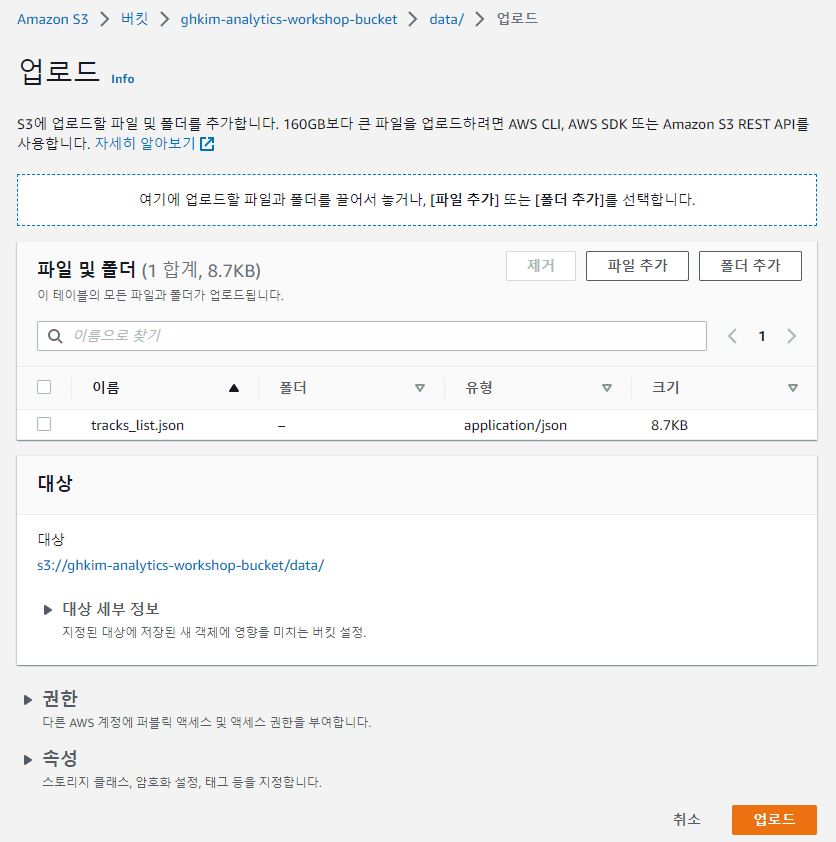 Amazon S3 > 버킷 > ghkim-analytics-workshop-bucket > data/ > 업로드
업로드 Info
S3에 업로드할 파일 및 폴더를 추가합니다. 160GB보다 큰 파일을 업로드하려면 AWS CLI, AWS SDK 또는 Amazon S3 REST API를
사용합니다. 자세히 알아보기
여기에 업로드할 파일과 폴더를 끌어서 놓거나, [파일 추가] 또는 [폴더 추가]를 선택합니다.
파일 및 폴더 (1 합계, 8.7KB) 제거 파일 추가 폴더 추가
이 테이블의 모든 파일과 폴더가 업로드됩니다.
이름으로 찾기 < 1 >
이름 폴더 유형 크기
tracks_list.json – application/json 8.7KB
대상
대상
s3://ghkim-analytics-workshop-bucket/data/
대상 세부 정보
지정된 대상에 저장된 새 객체에 영향을 미치는 버킷 설정.
권한
다른 AWS 계정에 퍼블릭 액세스 및 액세스 권한을 부여합니다.
속성
스토리지 클래스, 암호화 설정, 태그 등을 지정합니다.
취소 업로드